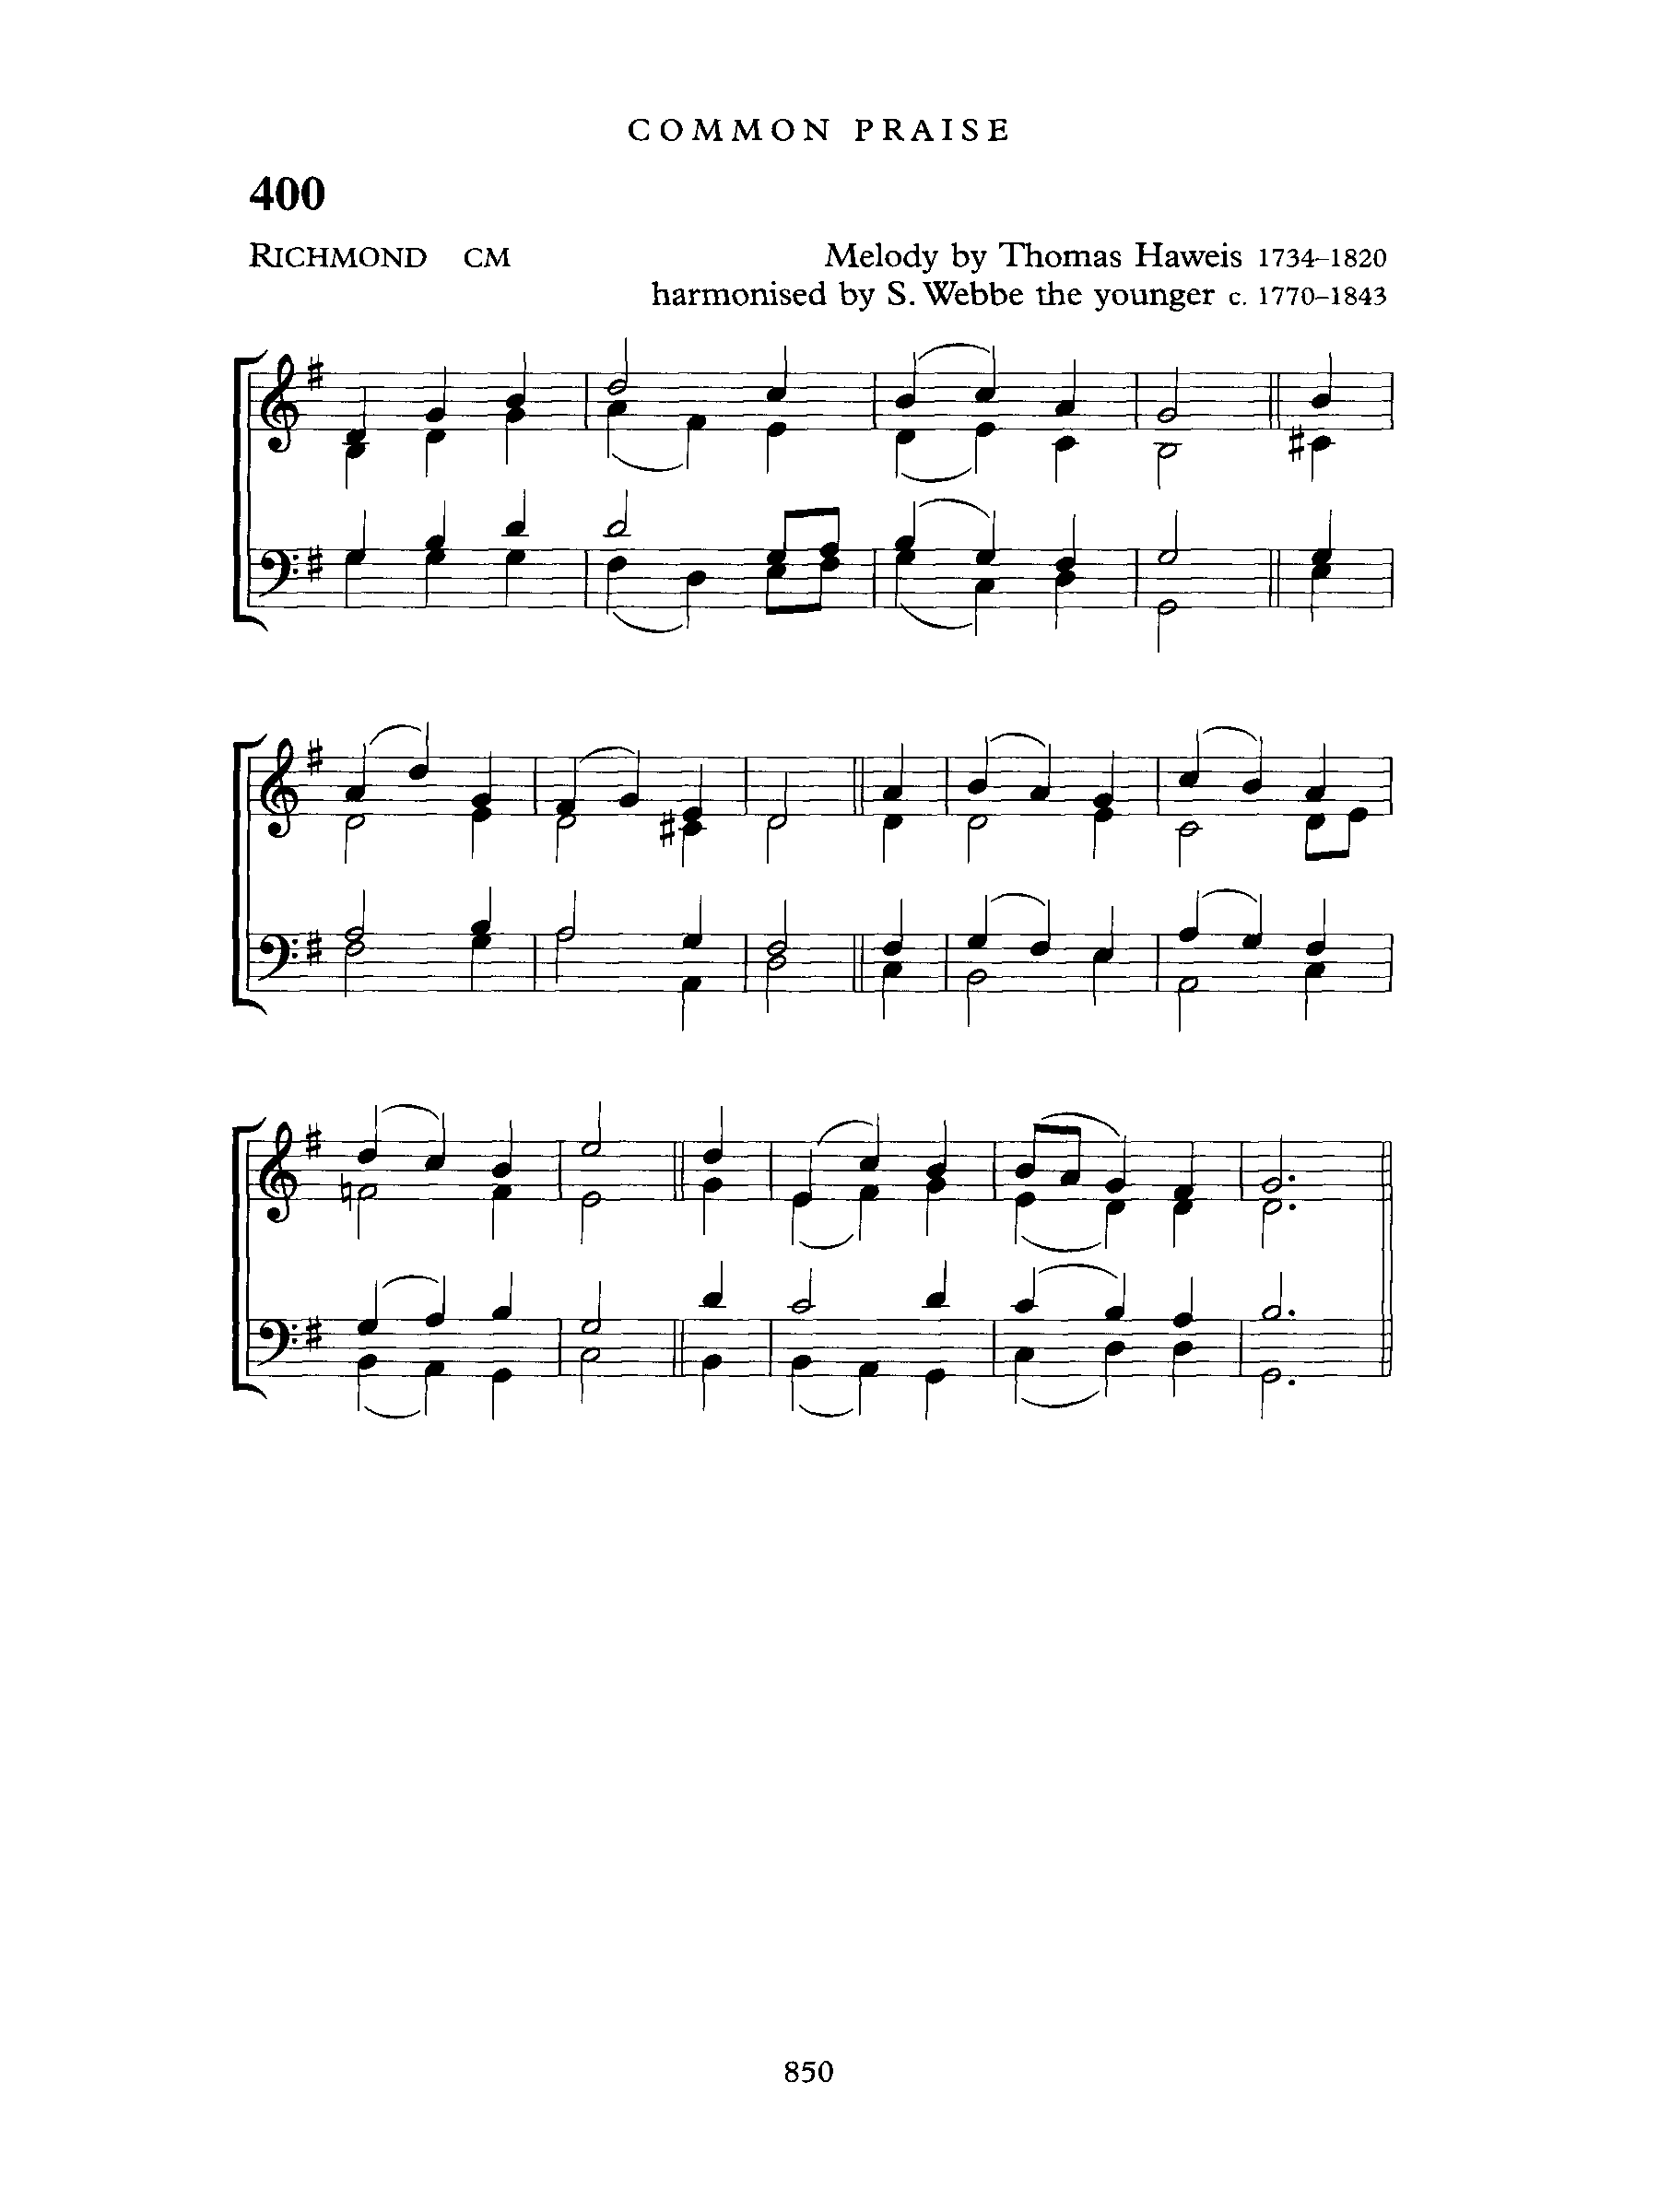 COMMON PRAISE
400
RICHMOND CM Melody by Thomas Haweis 1734–1820
harmonised by S. Webbe the younger c. 1770–1843
850